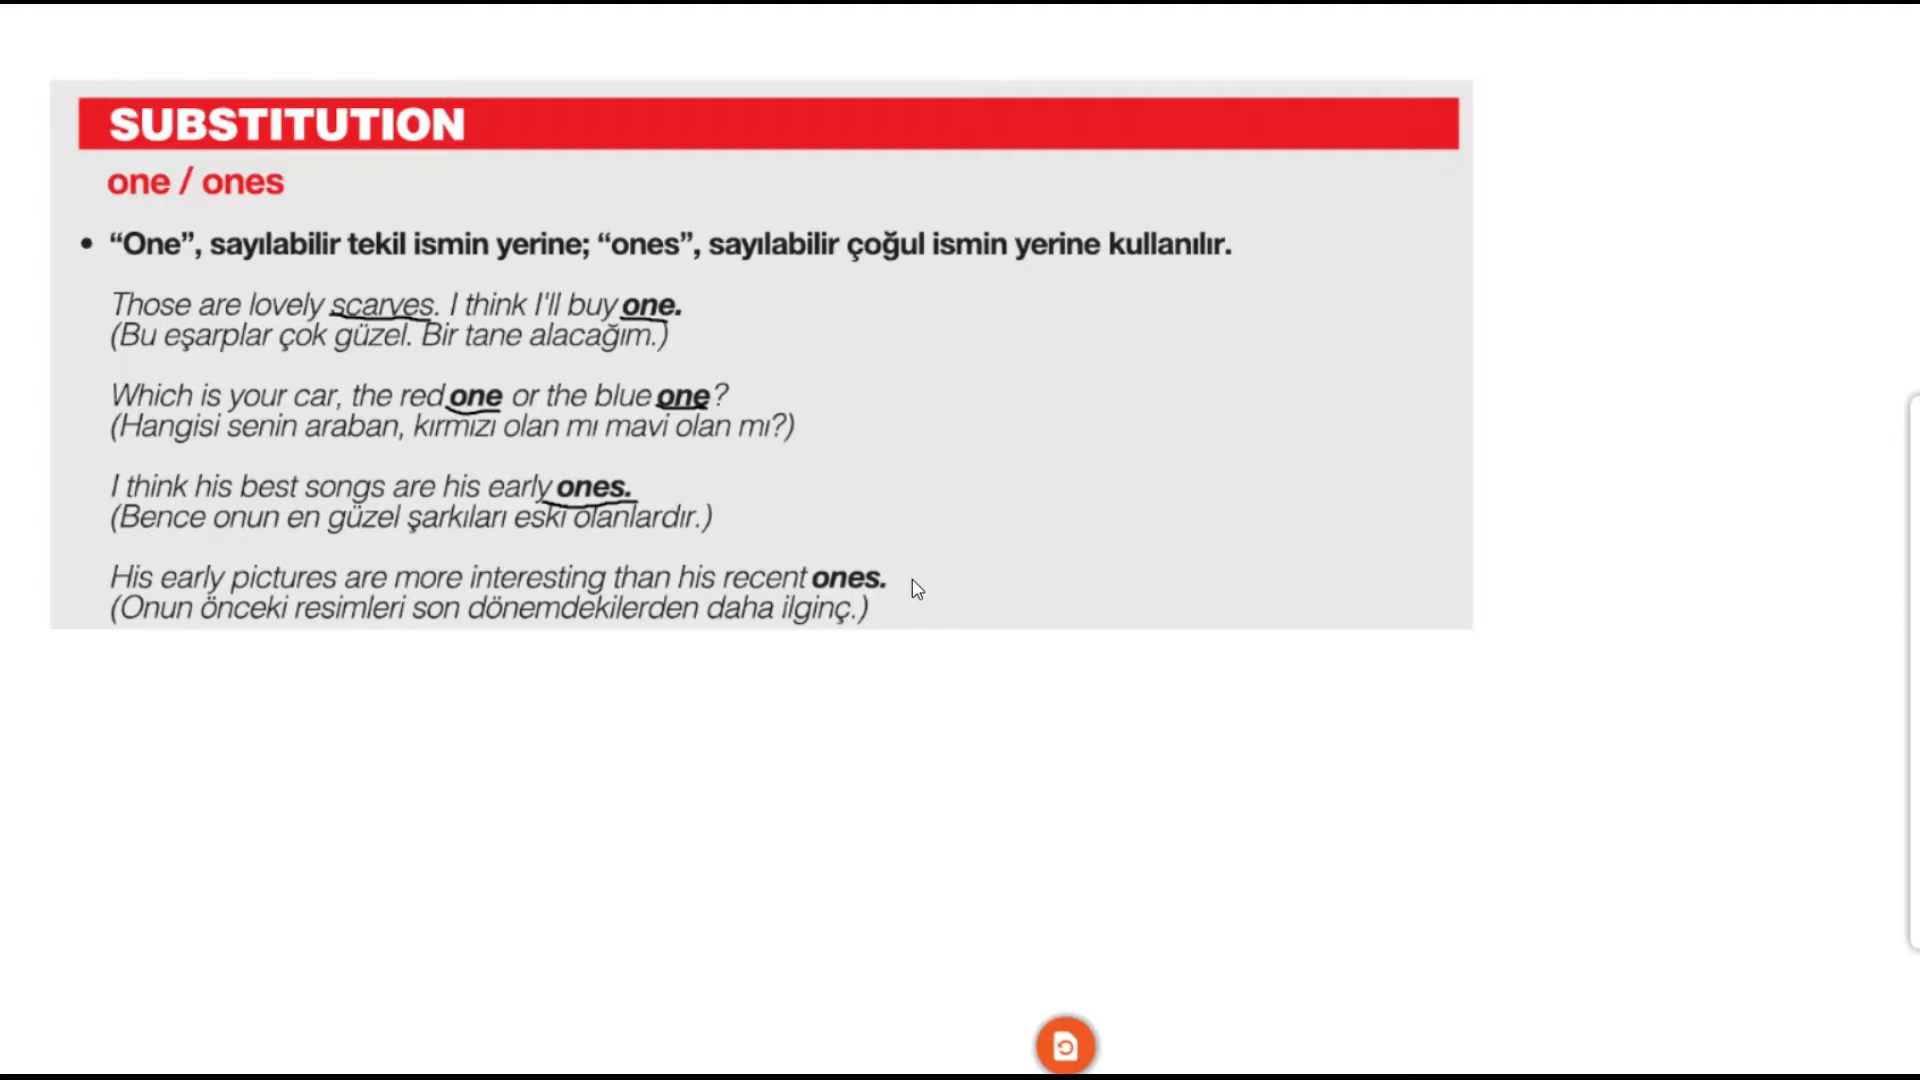 SUBSTITUTION
one / ones
• “One”, sayılabilir tekil ismin yerine; “ones”, sayılabilir çoğul ismin yerine kullanılır.
Those are lovely scarves. I think I'll buy one.
(Bu eşarplar çok güzel. Bir tane alacağım.)
Which is your car, the red one or the blue one?
(Hangisi senin araban, kırmızı olan mı mavi olan mı?)
I think his best songs are his early ones.
(Bence onun en güzel şarkıları eski olanlardır.)
His early pictures are more interesting than his recent ones.
(Onun önceki resimleri son dönemdekilerden daha ilginç.)